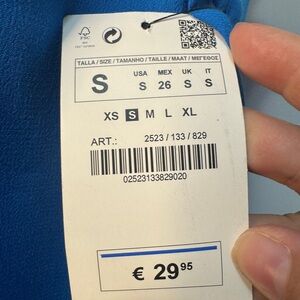 FSC
TALLA / SIZE / TAMANHO / TAILLE / MAAT / ΜΕΓΕΘΟΣ
S
USA MEX UK IT
S 26 S S
XS S M L XL
ART.: 2523 / 133 / 829
02523133829020
€ 29 95